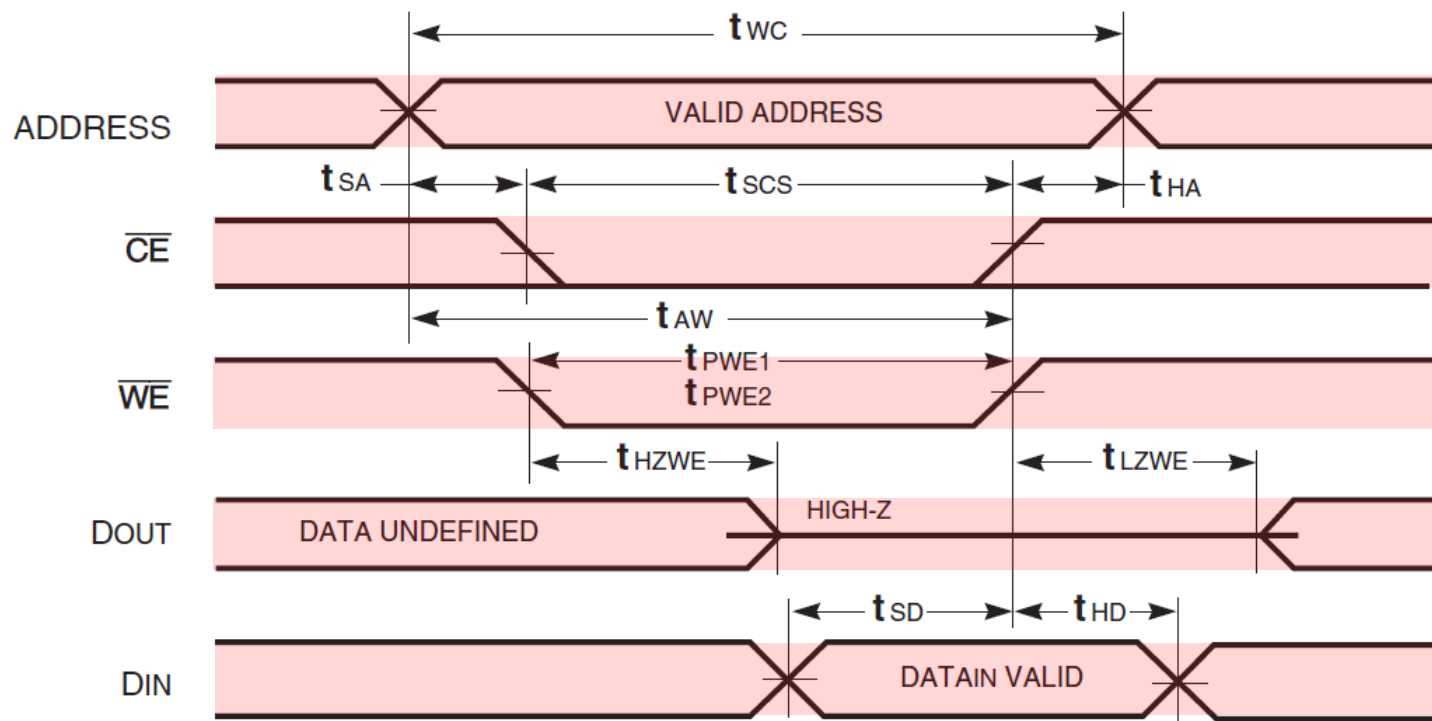 tWC
ADDRESS
VALID ADDRESS
tSA
tSCS
tHA
CE
tAW
tPWE1
WE
tPWE2
tHZWE
tLZWE
DOUT
DATA UNDEFINED
HIGH-Z
tSD
tHD
DIN
DATAIN VALID